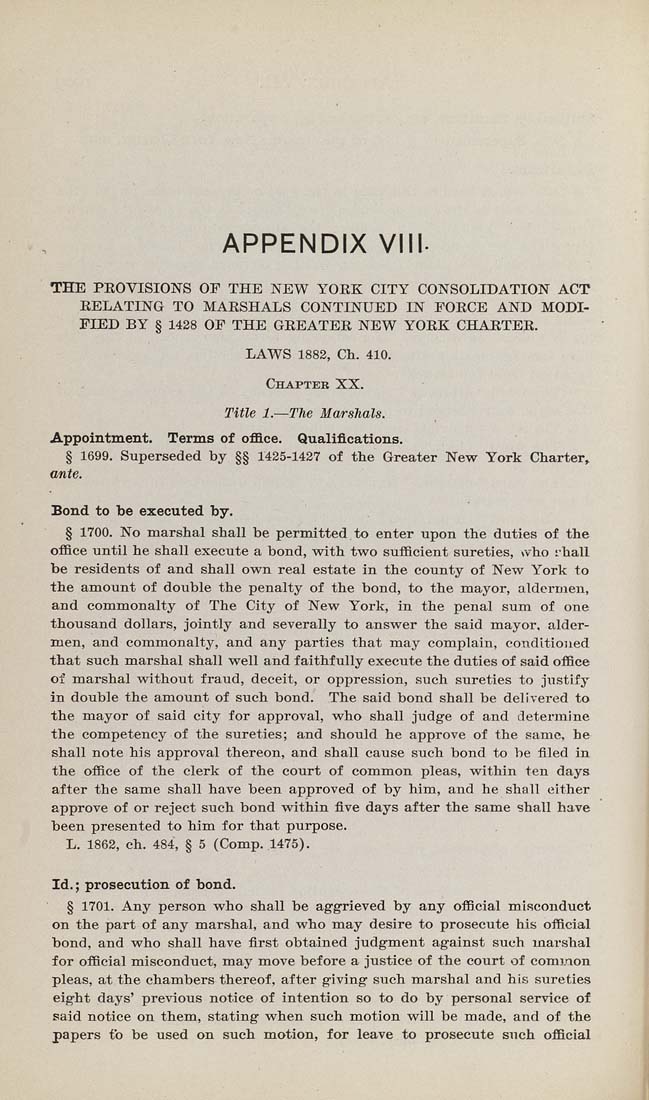 APPENDIX VIII.
THE PROVISIONS OF THE NEW YORK CITY CONSOLIDATION ACT
RELATING TO MARSHALS CONTINUED IN FORCE AND MODI-
FIED BY § 1428 OF THE GREATER NEW YORK CHARTER.
LAWS 1882, Ch. 410.
CHAPTER XX.
Title 1.—The Marshals.
Appointment. Terms of office. Qualifications.
§ 1699. Superseded by §§ 1425-1427 of the Greater New York Charter,
ante.
Bond to be executed by.
§ 1700. No marshal shall be permitted to enter upon the duties of the
office until he shall execute a bond, with two sufficient sureties, who shall
be residents of and shall own real estate in the county of New York to
the amount of double the penalty of the bond, to the mayor, aldermen,
and commonalty of The City of New York, in the penal sum of one
thousand dollars, jointly and severally to answer the said mayor, alder-
men, and commonalty, and any parties that may complain, conditioned
that such marshal shall well and faithfully execute the duties of said office
of marshal without fraud, deceit, or oppression, such sureties to justify
in double the amount of such bond. The said bond shall be delivered to
the mayor of said city for approval, who shall judge of and determine
the competency of the sureties; and should he approve of the same, he
shall note his approval thereon, and shall cause such bond to be filed in
the office of the clerk of the court of common pleas, within ten days
after the same shall have been approved of by him, and he shall either
approve of or reject such bond within five days after the same shall have
been presented to him for that purpose.
L. 1862, ch. 484, § 5 (Comp. 1475).
Id.; prosecution of bond.
§ 1701. Any person who shall be aggrieved by any official misconduct
on the part of any marshal, and who may desire to prosecute his official
bond, and who shall have first obtained judgment against such marshal
for official misconduct, may move before a justice of the court of common
pleas, at the chambers thereof, after giving such marshal and his sureties
eight days' previous notice of intention so to do by personal service of
said notice on them, stating when such motion will be made, and of the
papers to be used on such motion, for leave to prosecute such official